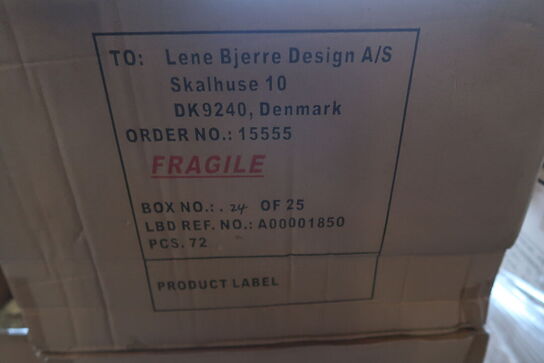 TO: Lene Bjerre Design A/S
Skalhuse 10
DK9240, Denmark
ORDER NO.: 15555
FRAGILE
BOX NO.: . 24 OF 25
LBD REF. NO.: A00001850
PCS. 72
PRODUCT LABEL